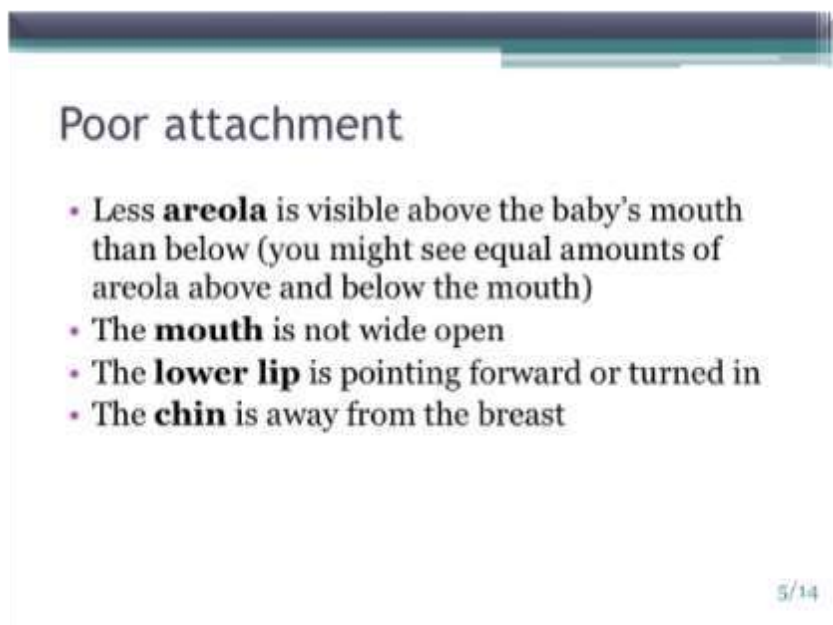 Poor attachment
• Less areola is visible above the baby's mouth
than below (you might see equal amounts of
areola above and below the mouth)
• The mouth is not wide open
• The lower lip is pointing forward or turned in
• The chin is away from the breast
5/14